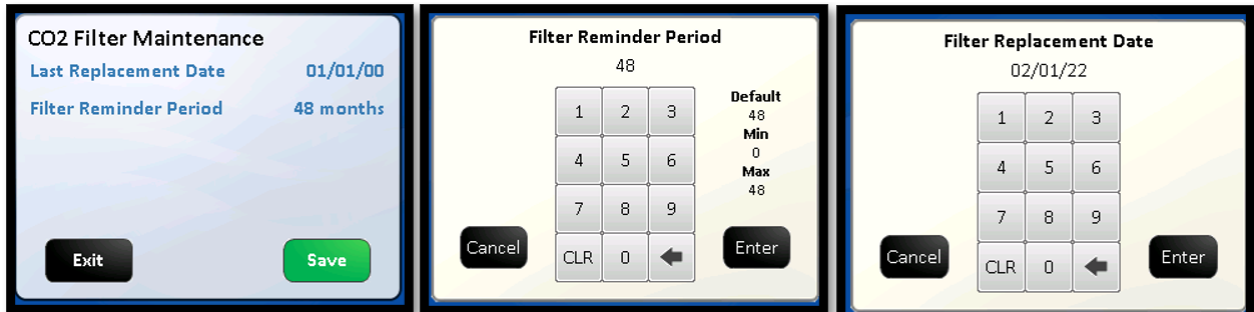 CO2 Filter Maintenance
Last Replacement Date 01/01/00
Filter Reminder Period 48 months
Exit Save
Filter Reminder Period
48
1 2 3
4 5 6
7 8 9
CLR 0
Default
48
Min
0
Max
48
Cancel
Enter
Filter Replacement Date
02/01/22
1 2 3
4 5 6
7 8 9
CLR 0
Cancel
Enter